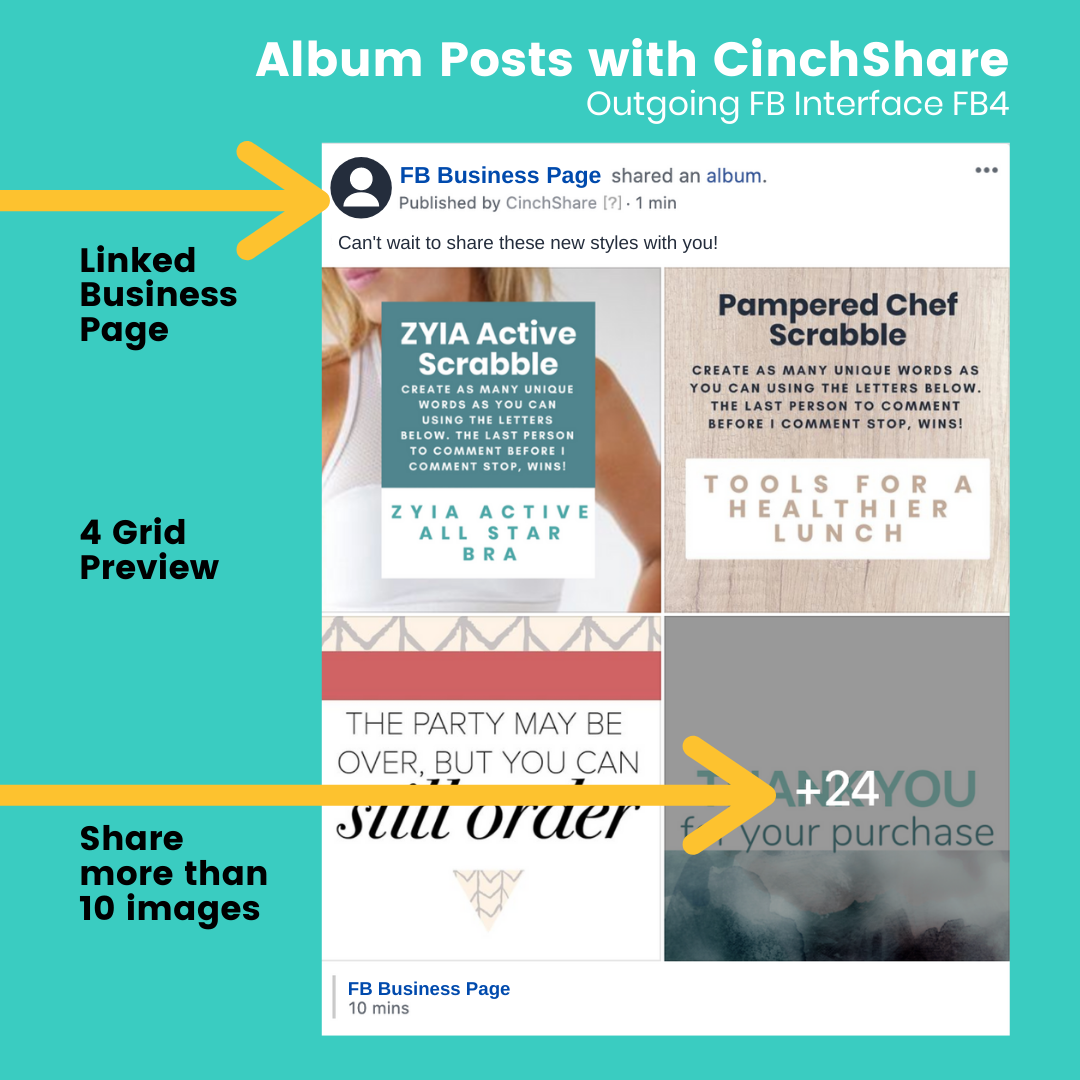 Album Posts with CinchShare
Outgoing FB Interface FB4
FB Business Page shared an album.
Published by CinchShare [?] · 1 min
Can't wait to share these new styles with you!
Linked
Business
Page
ZYIA Active
Scrabble
CREATE AS MANY UNIQUE
WORDS AS YOU CAN
USING THE LETTERS
BELOW. THE LAST PERSON
TO COMMENT BEFORE I
COMMENT STOP, WINS!
ZYIA ACTIVE
ALL STAR
BRA
Pampered Chef
Scrabble
CREATE AS MANY UNIQUE WORDS AS
YOU CAN USING THE LETTERS BELOW.
THE LAST PERSON TO COMMENT
BEFORE I COMMENT STOP, WINS!
TOOLS FOR A
HEALTHIER
LUNCH
4 Grid
Preview
THE PARTY MAY BE
OVER, BUT YOU CAN
still order
THANK YOU
for your purchase
+24
Share
more than
10 images
FB Business Page
10 mins